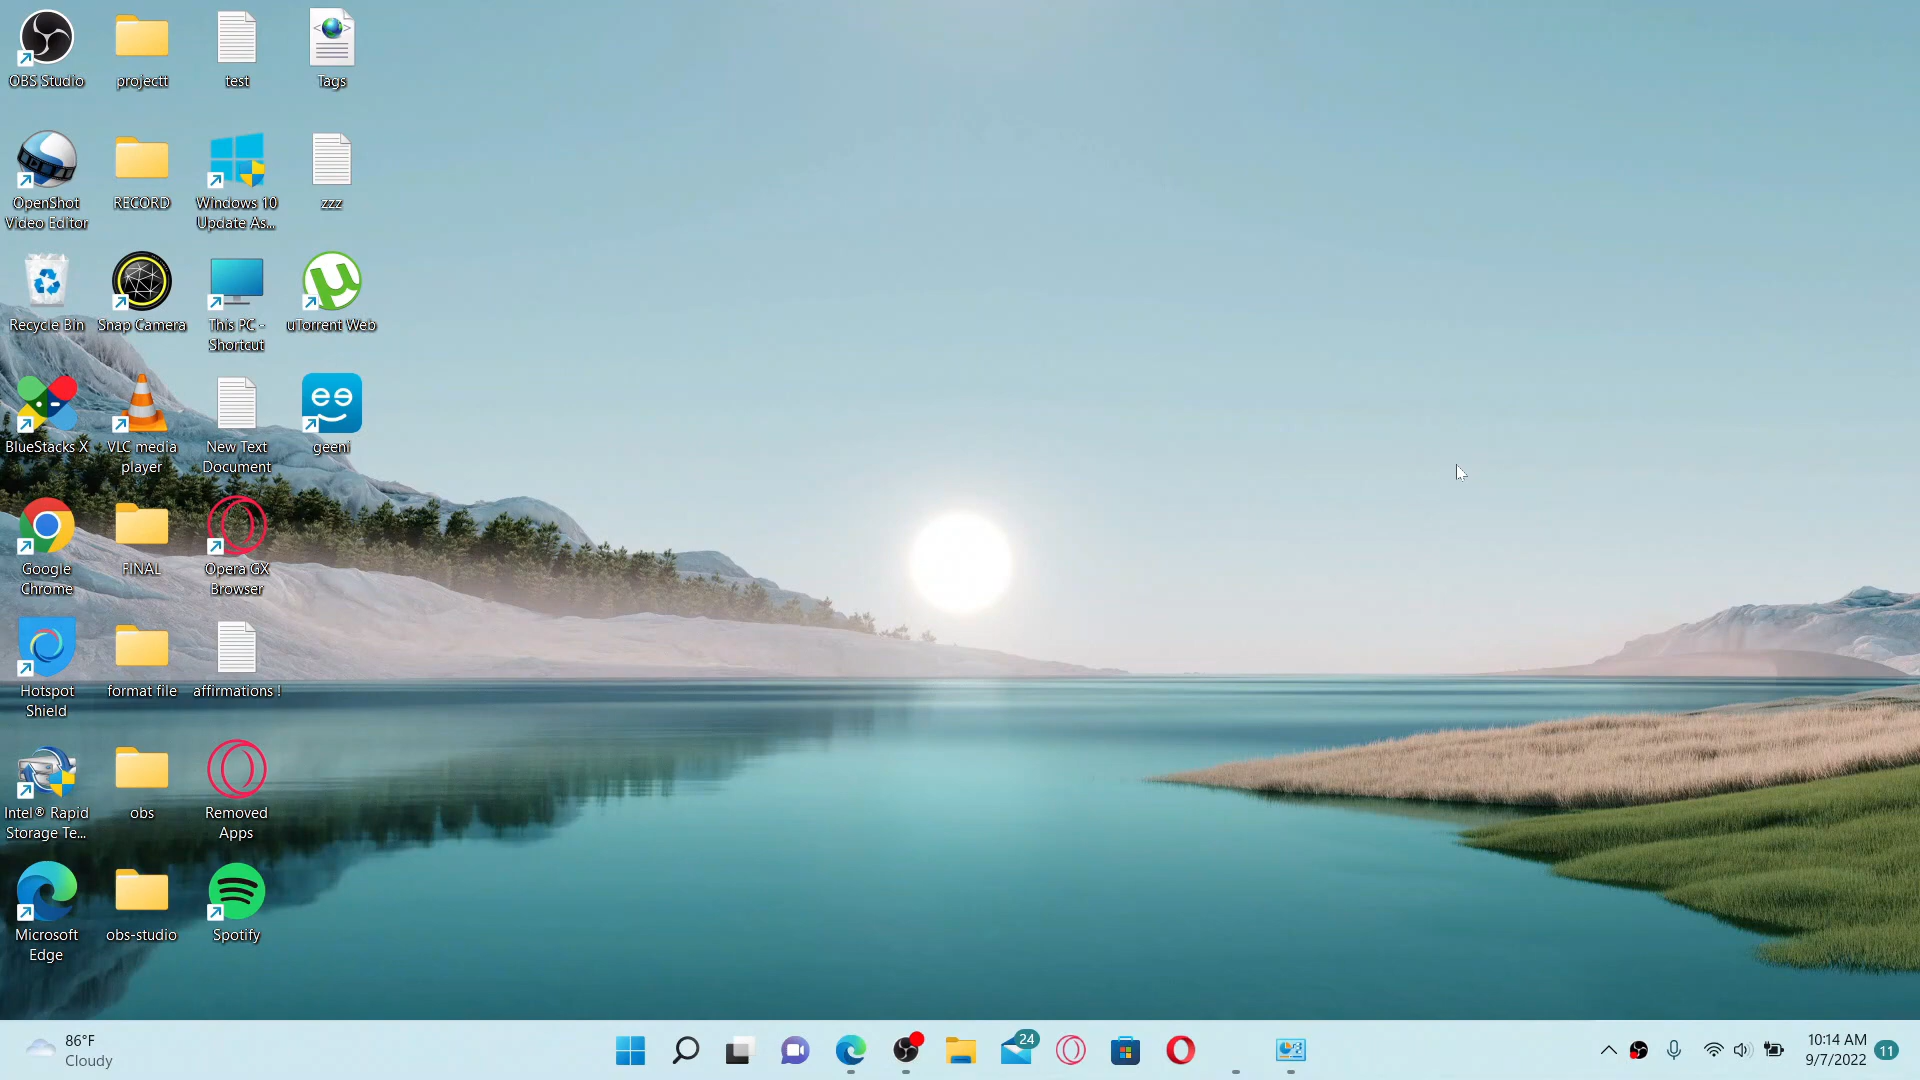 OBS Studio
projectt
test
Tags
OpenShot
Video Editor
RECORD
Windows 10
Update As...
zzz
Recycle Bin
Snap Camera
This PC -
Shortcut
uTorrent Web
BlueStacks X
VLC media
player
New Text
Document
geeni
Google
Chrome
FINAL
Opera GX
Browser
Hotspot
Shield
format file
affirmations !
Intel® Rapid
Storage Te...
obs
Removed
Apps
Microsoft
Edge
obs-studio
Spotify
86°F
Cloudy
24
10:14 AM
9/7/2022
11